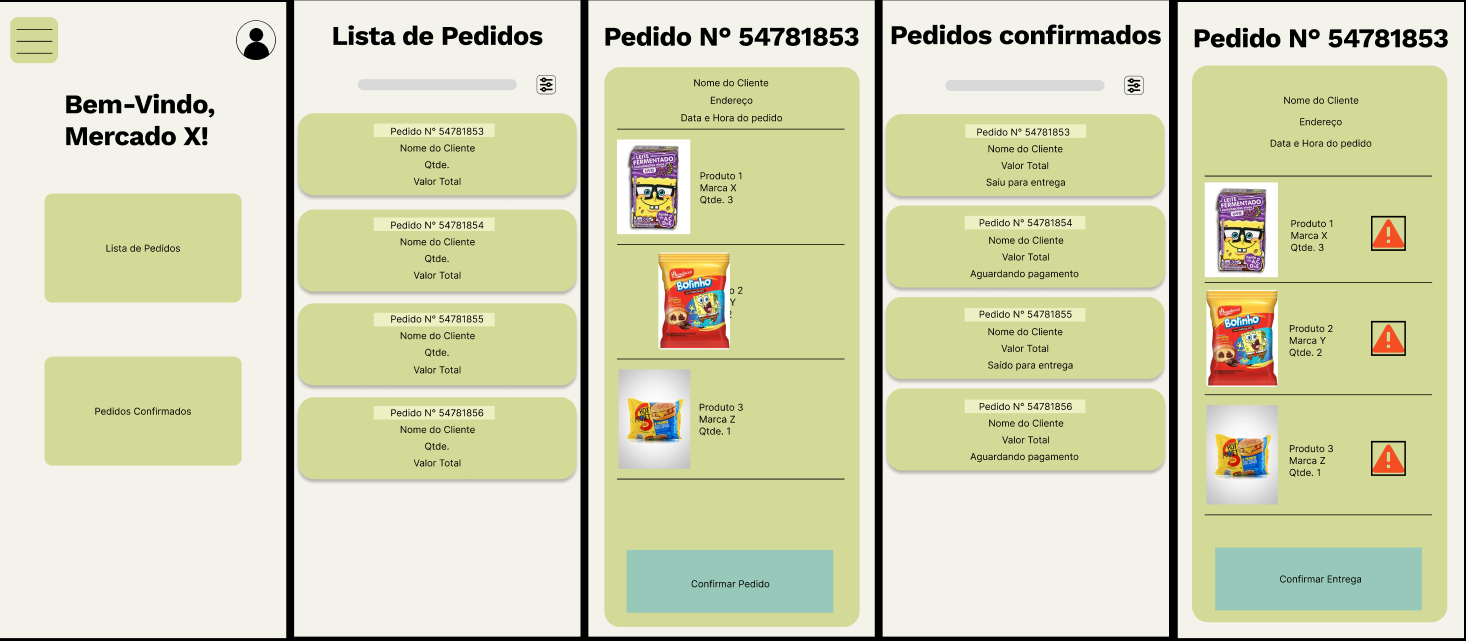 Bem-Vindo,
Mercado X!
Lista de Pedidos
Pedidos Confirmados
Lista de Pedidos
Pedido N° 54781853
Nome do Cliente
Qtde.
Valor Total
Pedido N° 54781854
Nome do Cliente
Qtde.
Valor Total
Pedido N° 54781855
Nome do Cliente
Qtde.
Valor Total
Pedido N° 54781856
Nome do Cliente
Qtde.
Valor Total
Pedido N° 54781853
Nome do Cliente
Endereço
Data e Hora do pedido
LEITE
FERMENTADO
UVA
Produto 1
Marca X
Qtde. 3
Bauducco
Bolinho
o 2
Y
Produto 3
Marca Z
Qtde. 1
Confirmar Pedido
Pedidos confirmados
Pedido N° 54781853
Nome do Cliente
Valor Total
Saiu para entrega
Pedido N° 54781854
Nome do Cliente
Valor Total
Aguardando pagamento
Pedido N° 54781855
Nome do Cliente
Valor Total
Saído para entrega
Pedido N° 54781856
Nome do Cliente
Valor Total
Aguardando pagamento
Pedido N° 54781853
Nome do Cliente
Endereço
Data e Hora do pedido
LEITE
FERMENTADO
UVA
Produto 1
Marca X
Qtde. 3
Bauducco
Bolinho
Produto 2
Marca Y
Qtde. 2
Produto 3
Marca Z
Qtde. 1
Confirmar Entrega